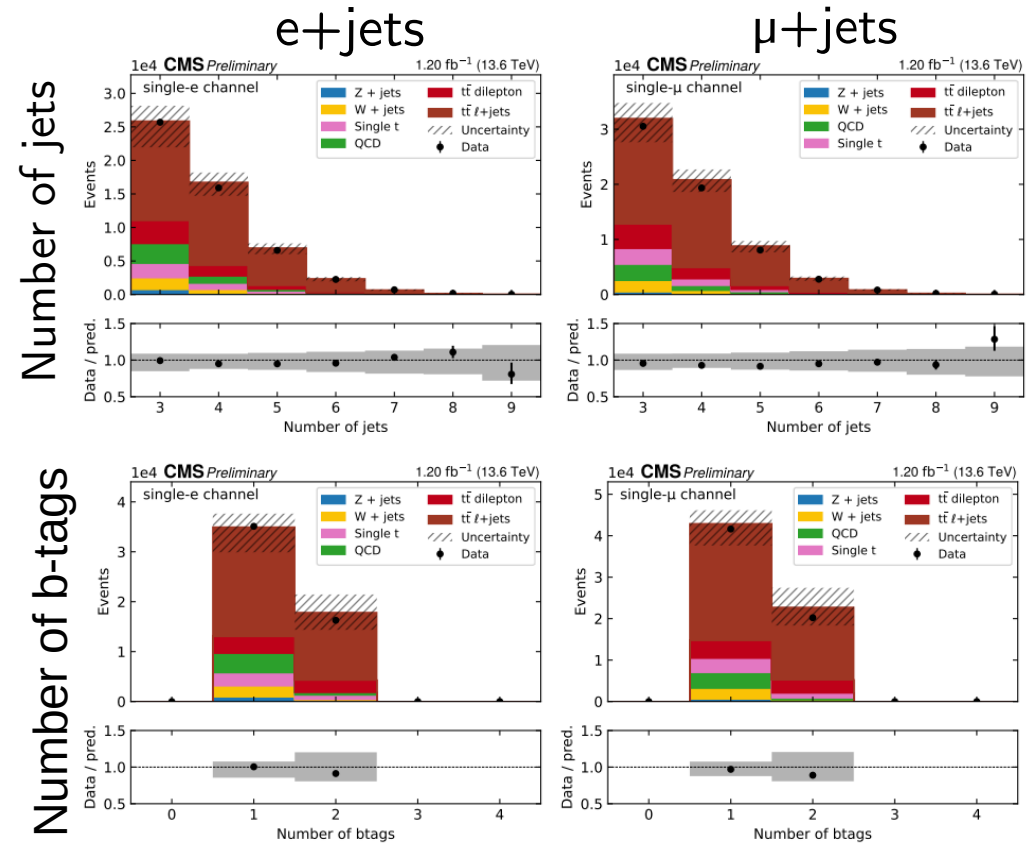 e+jets
μ+jets
Number of jets
1e4 CMS Preliminary 1.20 fb⁻¹ (13.6 TeV)
single-e channel
Z + jets
W + jets
Single t
QCD
tt̄ dilepton
tt̄ ℓ+jets
Uncertainty
Data
Events
3.0
2.5
2.0
1.5
1.0
0.5
0.0
Data / pred.
1.5
1.0
0.5
3 4 5 6 7 8 9
Number of jets
1e4 CMS Preliminary 1.20 fb⁻¹ (13.6 TeV)
single-μ channel
Z + jets
W + jets
QCD
Single t
tt̄ dilepton
tt̄ ℓ+jets
Uncertainty
Data
Events
3
2
1
0
Data / pred.
1.5
1.0
0.5
3 4 5 6 7 8 9
Number of jets
Number of b-tags
1e4 CMS Preliminary 1.20 fb⁻¹ (13.6 TeV)
single-e channel
Z + jets
W + jets
Single t
QCD
tt̄ dilepton
tt̄ ℓ+jets
Uncertainty
Data
Events
4
3
2
1
0
Data / pred.
1.5
1.0
0.5
0 1 2 3 4
Number of btags
1e4 CMS Preliminary 1.20 fb⁻¹ (13.6 TeV)
single-μ channel
Z + jets
W + jets
QCD
Single t
tt̄ dilepton
tt̄ ℓ+jets
Uncertainty
Data
Events
5
4
3
2
1
0
Data / pred.
1.5
1.0
0.5
0 1 2 3 4
Number of btags